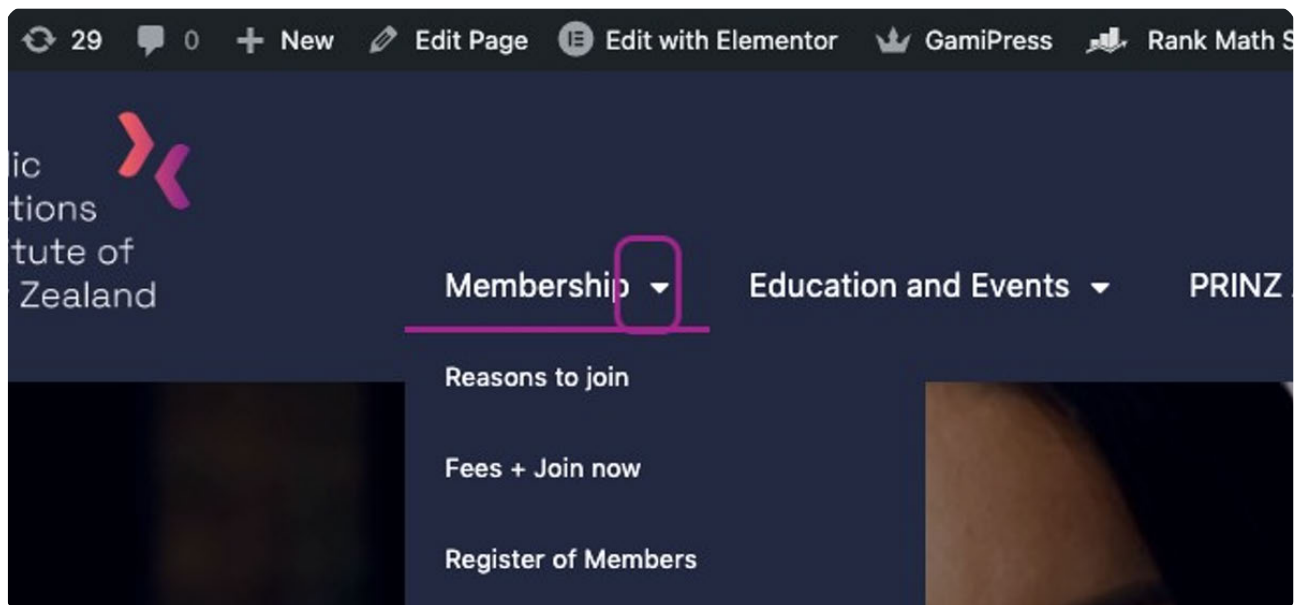 29 0 New Edit Page Edit with Elementor GamiPress Rank Math S
lic
tions
tute of
Zealand
Membership Education and Events PRINZ
Reasons to join
Fees + Join now
Register of Members